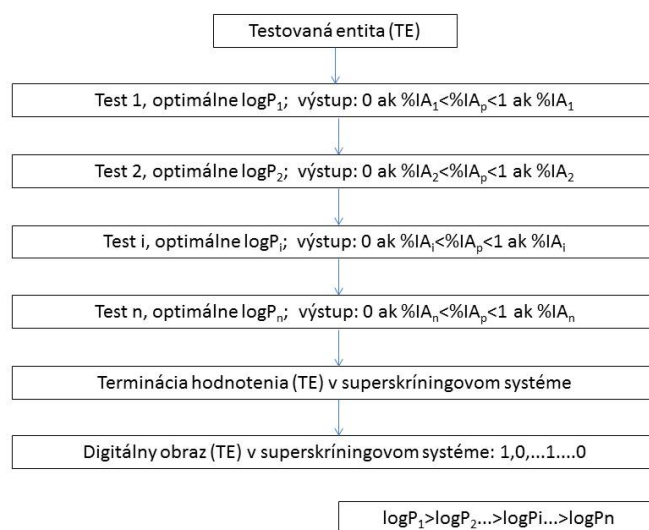 Testovaná entita (TE)
Test 1, optimálne logP₁; výstup: 0 ak %IA₁<%IAₚ<1 ak %IA₁
Test 2, optimálne logP₂; výstup: 0 ak %IA₂<%IAₚ<1 ak %IA₂
Test i, optimálne logPᵢ; výstup: 0 ak %IAᵢ<%IAₚ<1 ak %IAᵢ
Test n, optimálne logPₙ; výstup: 0 ak %IAₙ<%IAₚ<1 ak %IAₙ
Terminácia hodnotenia (TE) v superskríningovom systéme
Digitálny obraz (TE) v superskríningovom systéme: 1,0,...1....0
logP₁>logP₂...>logPi...>logPn